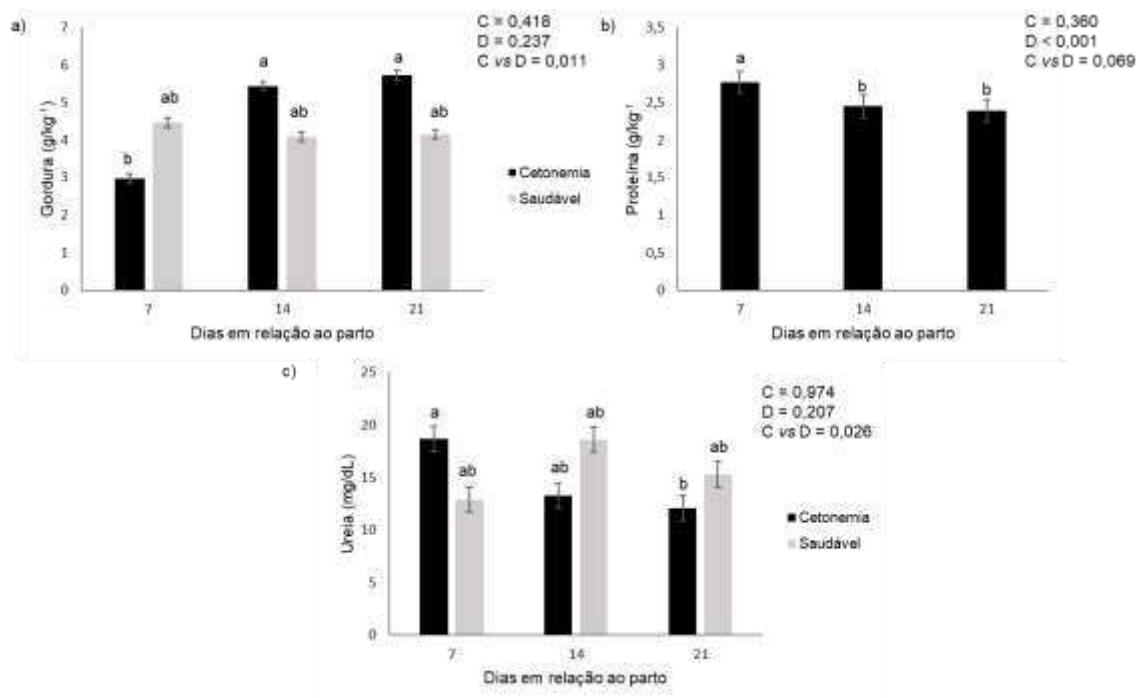 a)
Gordura (g/kg⁻¹)
7
6
5
4
3
2
1
0
b
ab
a
ab
a
ab
7
14
21
Dias em relação ao parto
C = 0,418
D = 0,237
C vs D = 0,011
Cetonemia
Saudável
b)
Proteína (g/kg⁻¹)
3,5
3
2,5
2
1,5
1
0,5
0
a
b
b
7
14
21
Dias em relação ao parto
C = 0,360
D < 0,001
C vs D = 0,069
c)
Ureia (mg/dL)
25
20
15
10
5
0
a
ab
ab
ab
b
ab
7
14
21
Dias em relação ao parto
C = 0,974
D = 0,207
C vs D = 0,026
Cetonemia
Saudável